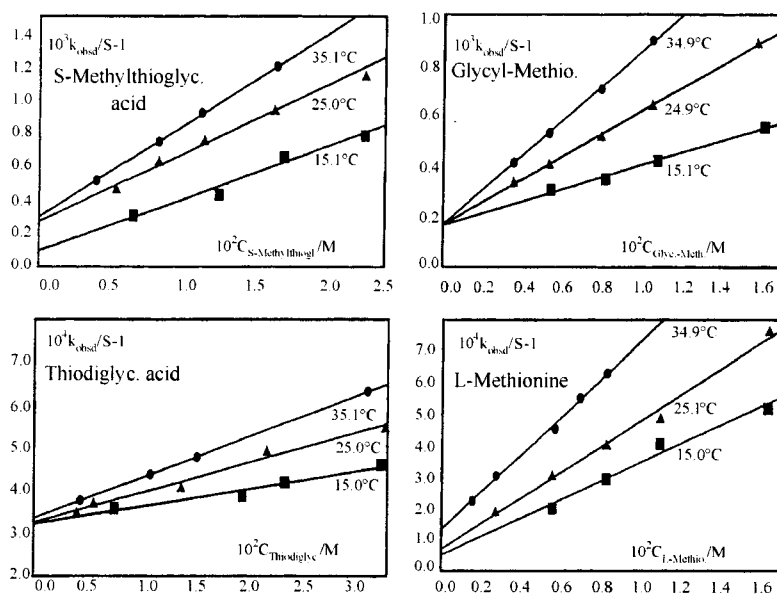 10³k_obsd/S-1
S-Methylthioglyc.
acid
35.1°C
25.0°C
15.1°C
10²C_S-Methylthiogl/M
1.4
1.2
1.0
0.8
0.6
0.4
0.2
0.0
0.0 0.5 1.0 1.5 2.0 2.5
10³k_obsd/S-1
Glycyl-Methio.
34.9°C
24.9°C
15.1°C
10²C_Glyc.-Meth./M
1.0
0.8
0.6
0.4
0.2
0.0
0.0 0.2 0.4 0.6 0.8 1.0 1.2 1.4 1.6
10⁴k_obsd/S-1
Thiodiglyc. acid
35.1°C
25.0°C
15.0°C
10²C_Thiodiglyc/M
7.0
6.0
5.0
4.0
3.0
2.0
0.0 0.5 1.0 1.5 2.0 2.5 3.0
10⁴k_obsd/S-1
L-Methionine
34.9°C
25.1°C
15.0°C
10²C_L-Methio./M
7.0
6.0
5.0
4.0
3.0
2.0
1.0
0.0
0.0 0.2 0.4 0.6 0.8 1.0 1.2 1.4 1.6